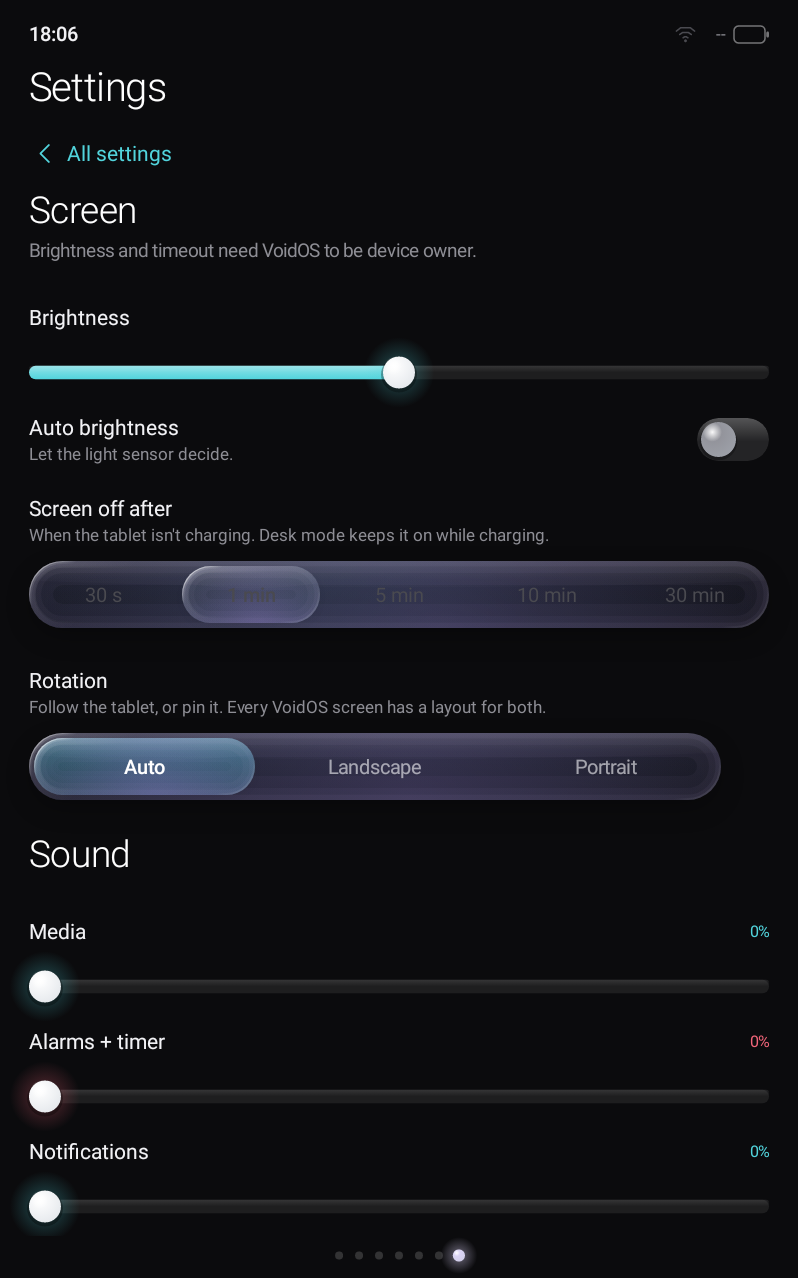 18:06
--
Settings
All settings
Screen
Brightness and timeout need VoidOS to be device owner.
Brightness
Auto brightness
Let the light sensor decide.
Screen off after
When the tablet isn't charging. Desk mode keeps it on while charging.
30 s min 5 min 10 min 30 min
Rotation
Follow the tablet, or pin it. Every VoidOS screen has a layout for both.
Auto Landscape Portrait
Sound
Media 0%
Alarms + timer 0%
Notifications 0%